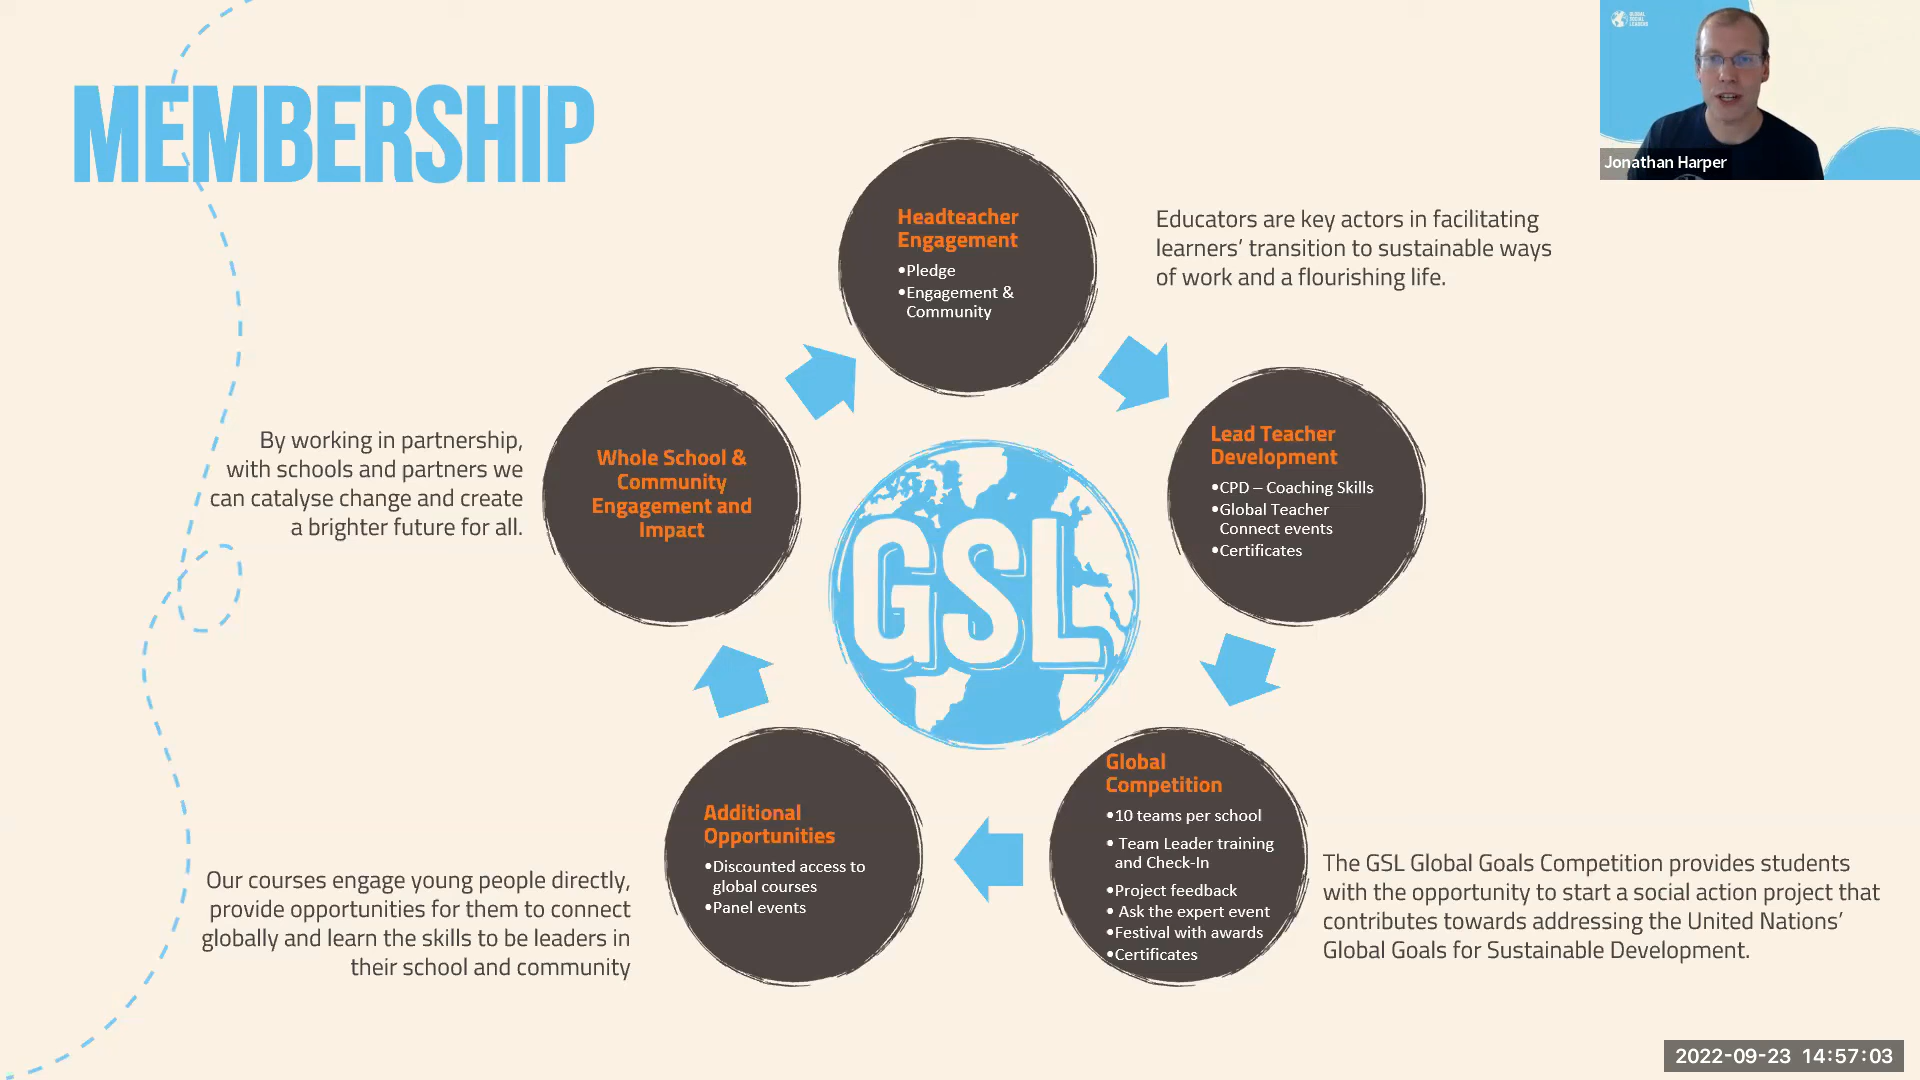 MEMBERSHIP
GLOBAL
SOCIAL
LEADERS
Jonathan Harper
Headteacher
Engagement
•Pledge
•Engagement &
Community
Educators are key actors in facilitating
learners’ transition to sustainable ways
of work and a flourishing life.
Lead Teacher
Development
•CPD – Coaching Skills
•Global Teacher
Connect events
•Certificates
By working in partnership,
with schools and partners we
can catalyse change and create
a brighter future for all.
Whole School &
Community
Engagement and
Impact
GSL
Global
Competition
•10 teams per school
• Team Leader training
and Check-In
•Project feedback
• Ask the expert event
•Festival with awards
•Certificates
The GSL Global Goals Competition provides students
with the opportunity to start a social action project that
contributes towards addressing the United Nations’
Global Goals for Sustainable Development.
Additional
Opportunities
•Discounted access to
global courses
•Panel events
Our courses engage young people directly,
provide opportunities for them to connect
globally and learn the skills to be leaders in
their school and community
2022-09-23 14:57:03